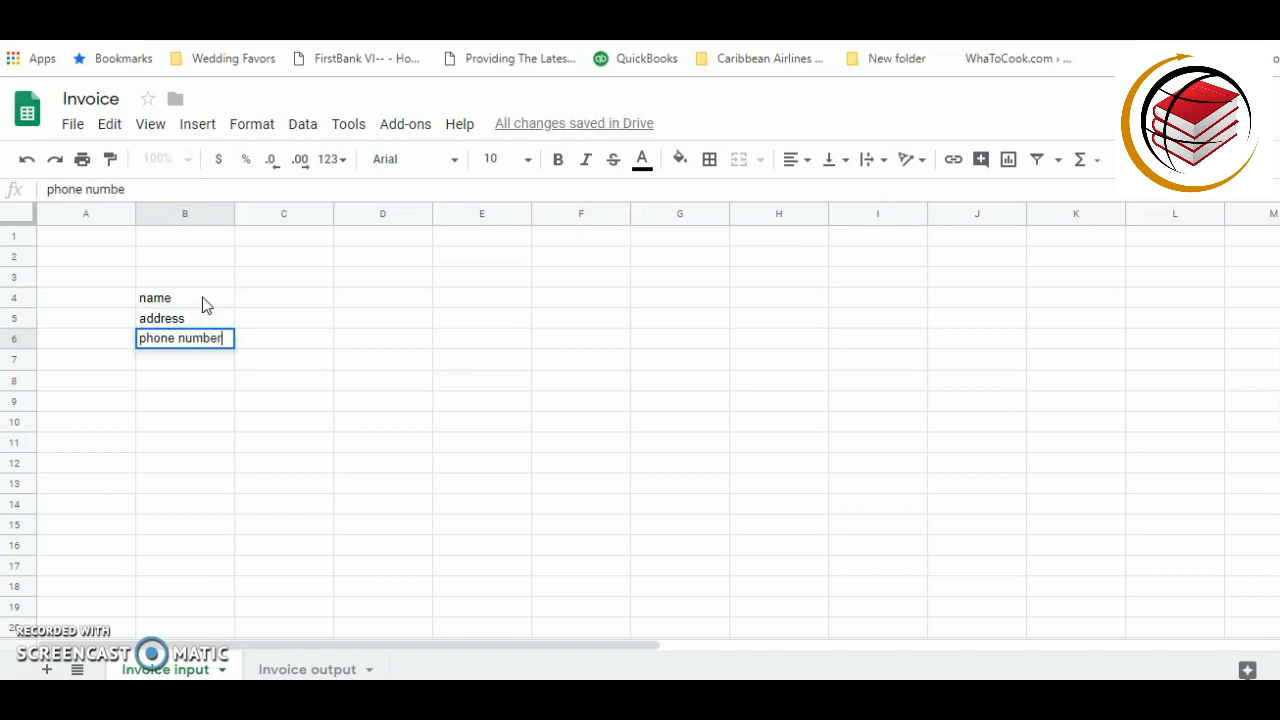 Apps Bookmarks Wedding Favors FirstBank VI-- - Ho... Providing The Lates... QuickBooks Caribbean Airlines ... New folder WhaToCook.com › ...
Invoice
File Edit View Insert Format Data Tools Add-ons Help All changes saved in Drive
100% $ % .0 .00 123 Arial 10 B I S A Σ
fx phone numbe
A B C D E F G H I J K L M
1
2
3
4 name
5 address
6 phone number
7
8
9
10
11
12
13
14
15
16
17
18
19
RECORDED WITH
SCREENCAST MATIC
+ Invoice input Invoice output